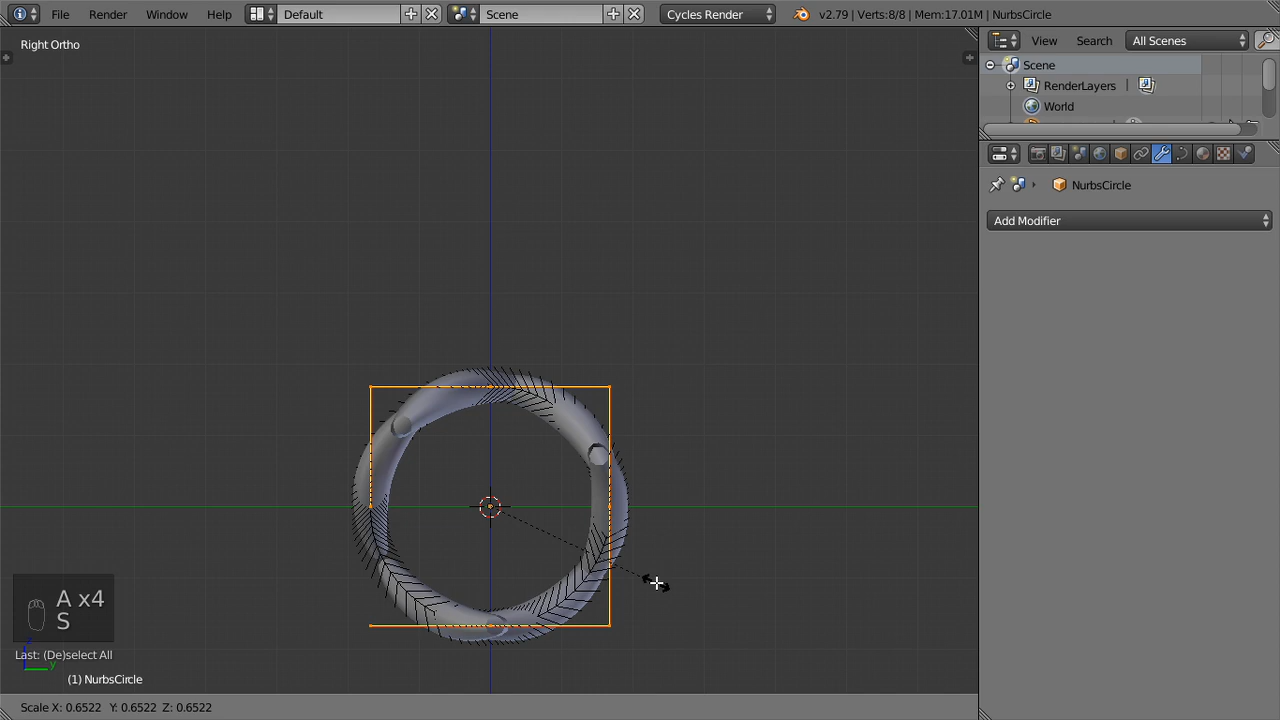 File Render Window Help Default Scene Cycles Render v2.79 | Verts:8/8 | Mem:17.01M | NurbsCircle
Right Ortho
View Search All Scenes
Scene
RenderLayers
World
NurbsCircle
Add Modifier
A x4
S
Last: (De)select All
y
(1) NurbsCircle
Scale X: 0.6522 Y: 0.6522 Z: 0.6522